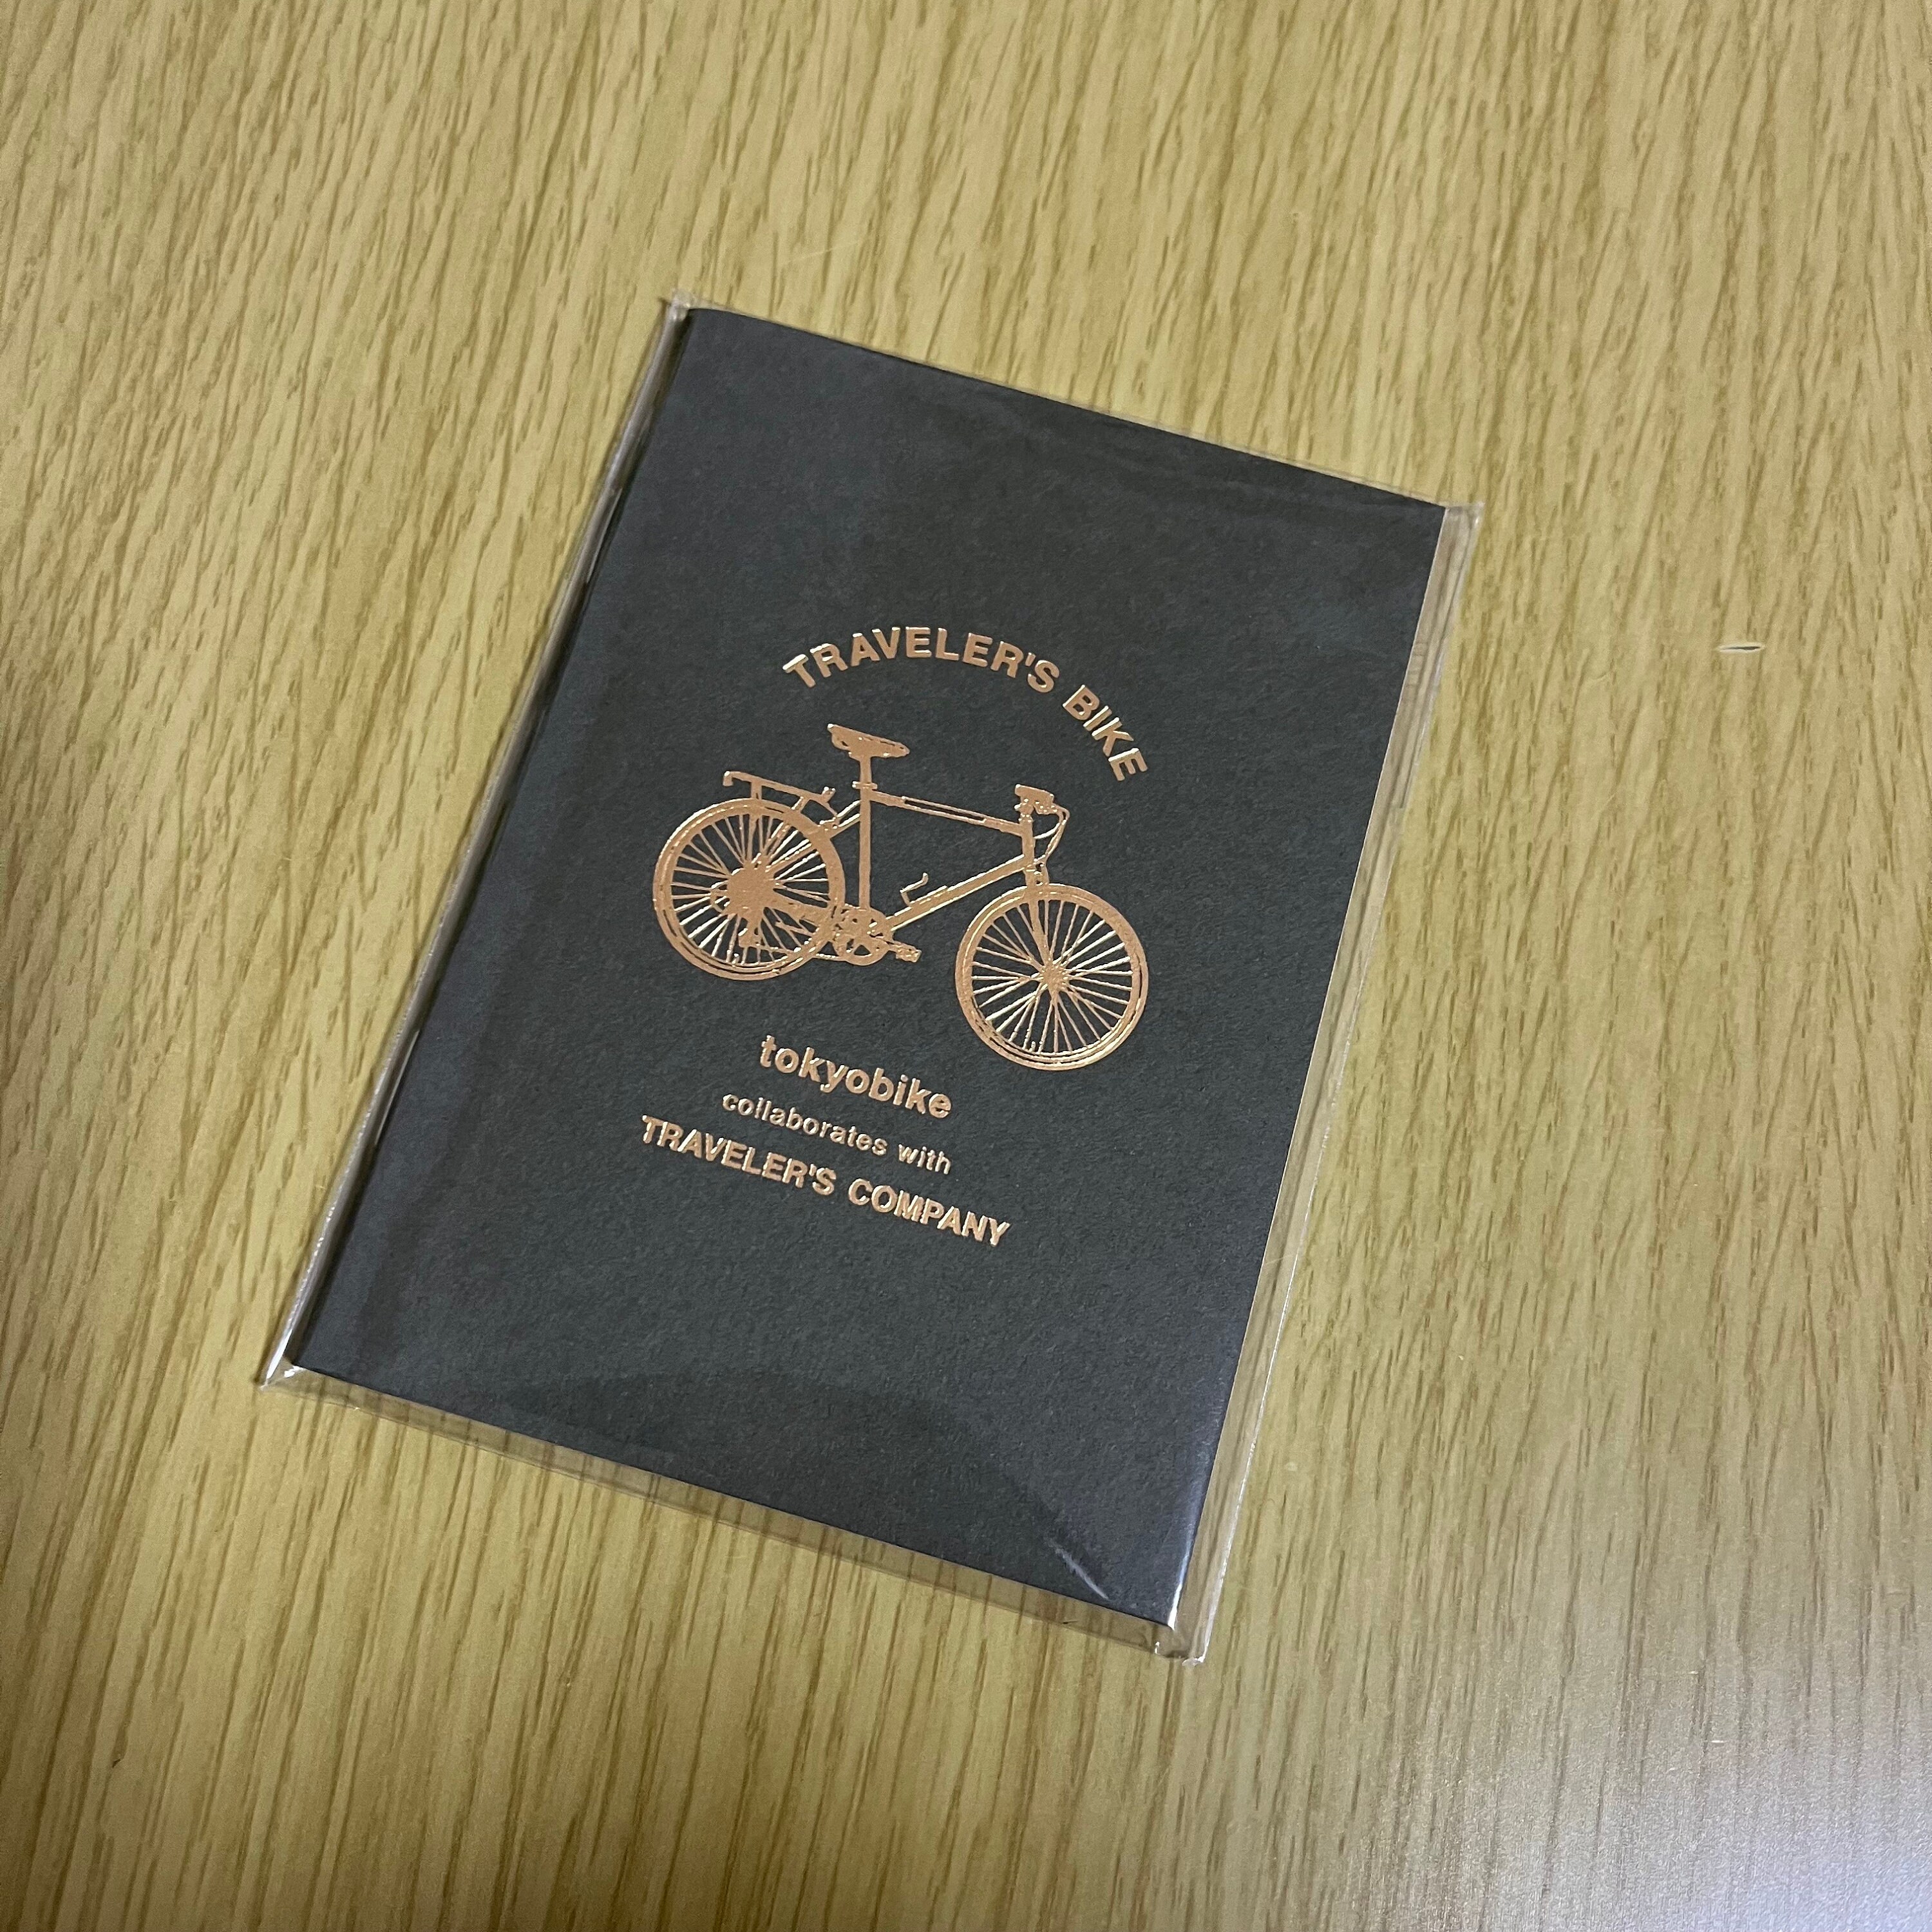 TRAVELER'S BIKE
tokyobike
collaborates with
TRAVELER'S COMPANY